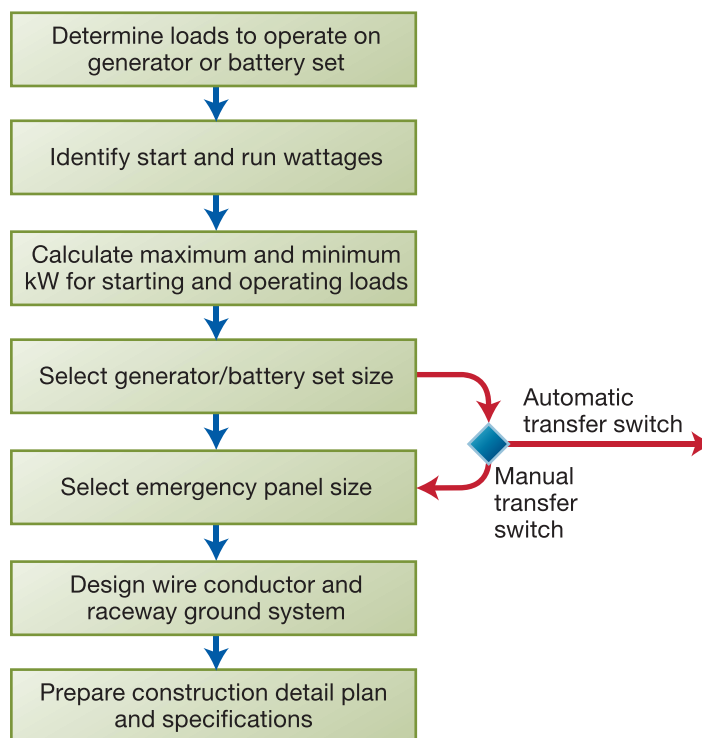 Determine loads to operate on
generator or battery set
Identify start and run wattages
Calculate maximum and minimum
kW for starting and operating loads
Select generator/battery set size
Automatic
transfer switch
Manual
transfer
switch
Select emergency panel size
Design wire conductor and
raceway ground system
Prepare construction detail plan
and specifications